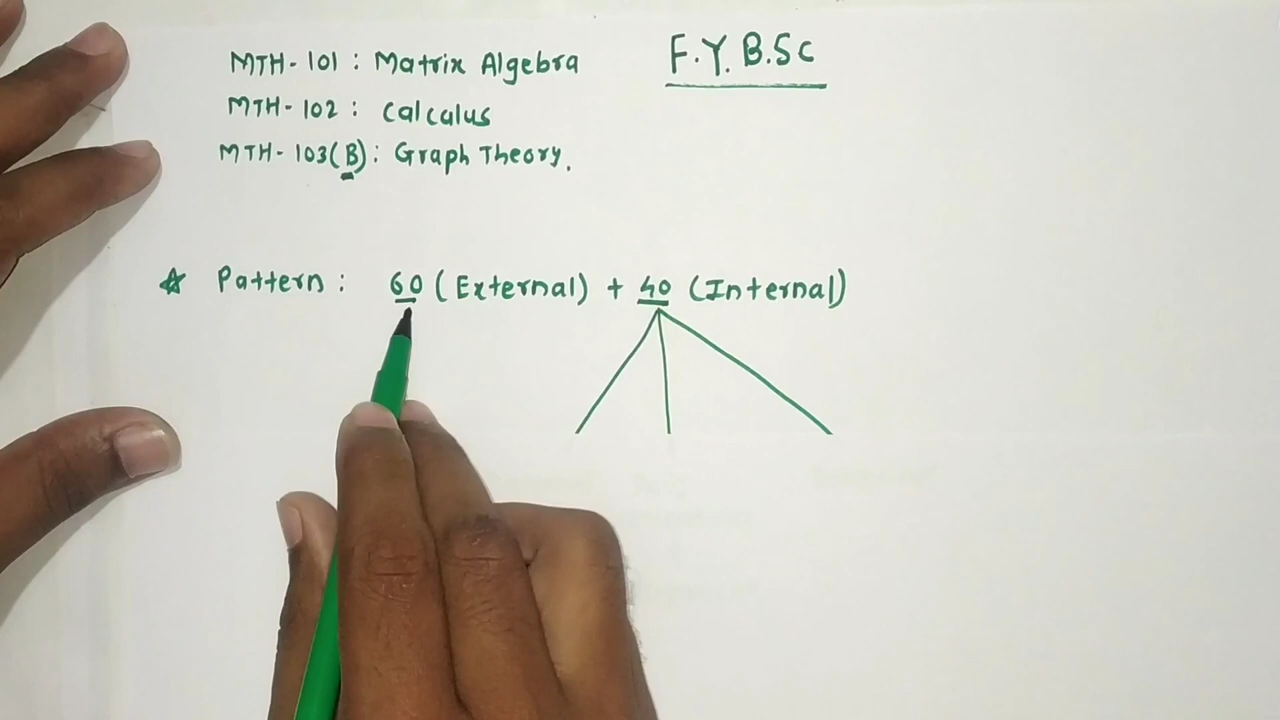 MTH-101 : Matrix Algebra
F.Y. B.Sc
MTH-102 : Calculus
MTH-103(B) : Graph Theory.
☆ Pattern : 60 (External) + 40 (Internal)